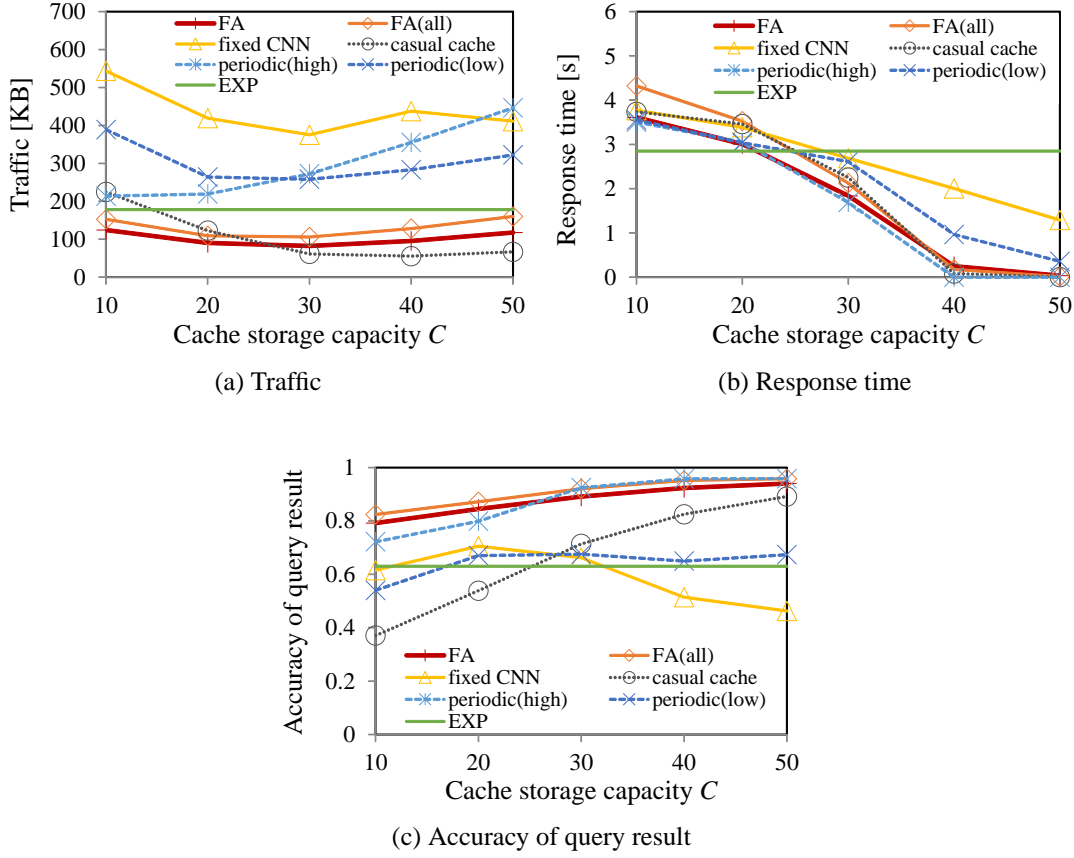 700
600
500
400
300
200
100
0
Traffic [KB]
FA
FA(all)
fixed CNN
casual cache
periodic(high)
periodic(low)
EXP
10 20 30 40 50
Cache storage capacity C
(a) Traffic
6
5
4
3
2
1
0
Response time [s]
FA
FA(all)
fixed CNN
casual cache
periodic(high)
periodic(low)
EXP
10 20 30 40 50
Cache storage capacity C
(b) Response time
1
0.8
0.6
0.4
0.2
0
Accuracy of query result
FA
FA(all)
fixed CNN
casual cache
periodic(high)
periodic(low)
EXP
10 20 30 40 50
Cache storage capacity C
(c) Accuracy of query result